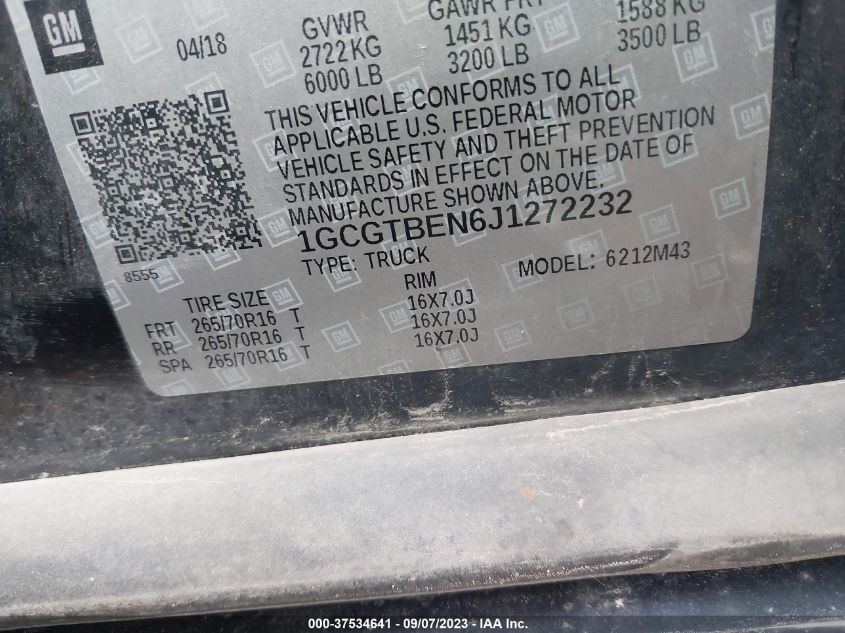 GM
04/18
GVWR
2722 KG
6000 LB
GAWR FRT
1451 KG
3200 LB
1588 KG
3500 LB
THIS VEHICLE CONFORMS TO ALL
APPLICABLE U.S. FEDERAL MOTOR
VEHICLE SAFETY AND THEFT PREVENTION
STANDARDS IN EFFECT ON THE DATE OF
MANUFACTURE SHOWN ABOVE.
1GCGTBEN6J1272232
8555
TYPE: TRUCK
MODEL: 6212M43
TIRE SIZE RIM
FRT 265/70R16 T 16X7.0J
RR 265/70R16 T 16X7.0J
SPA 265/70R16 T 16X7.0J
000-37534641 - 09/07/2023 - IAA Inc.